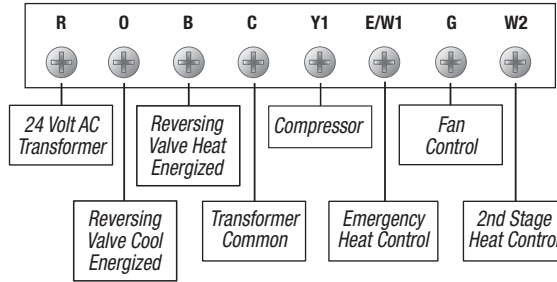 R O B C Y1 E/W1 G W2
24 Volt AC
Transformer
Reversing
Valve Heat
Energized
Compressor
Fan
Control
Reversing
Valve Cool
Energized
Transformer
Common
Emergency
Heat Control
2nd Stage
Heat Control